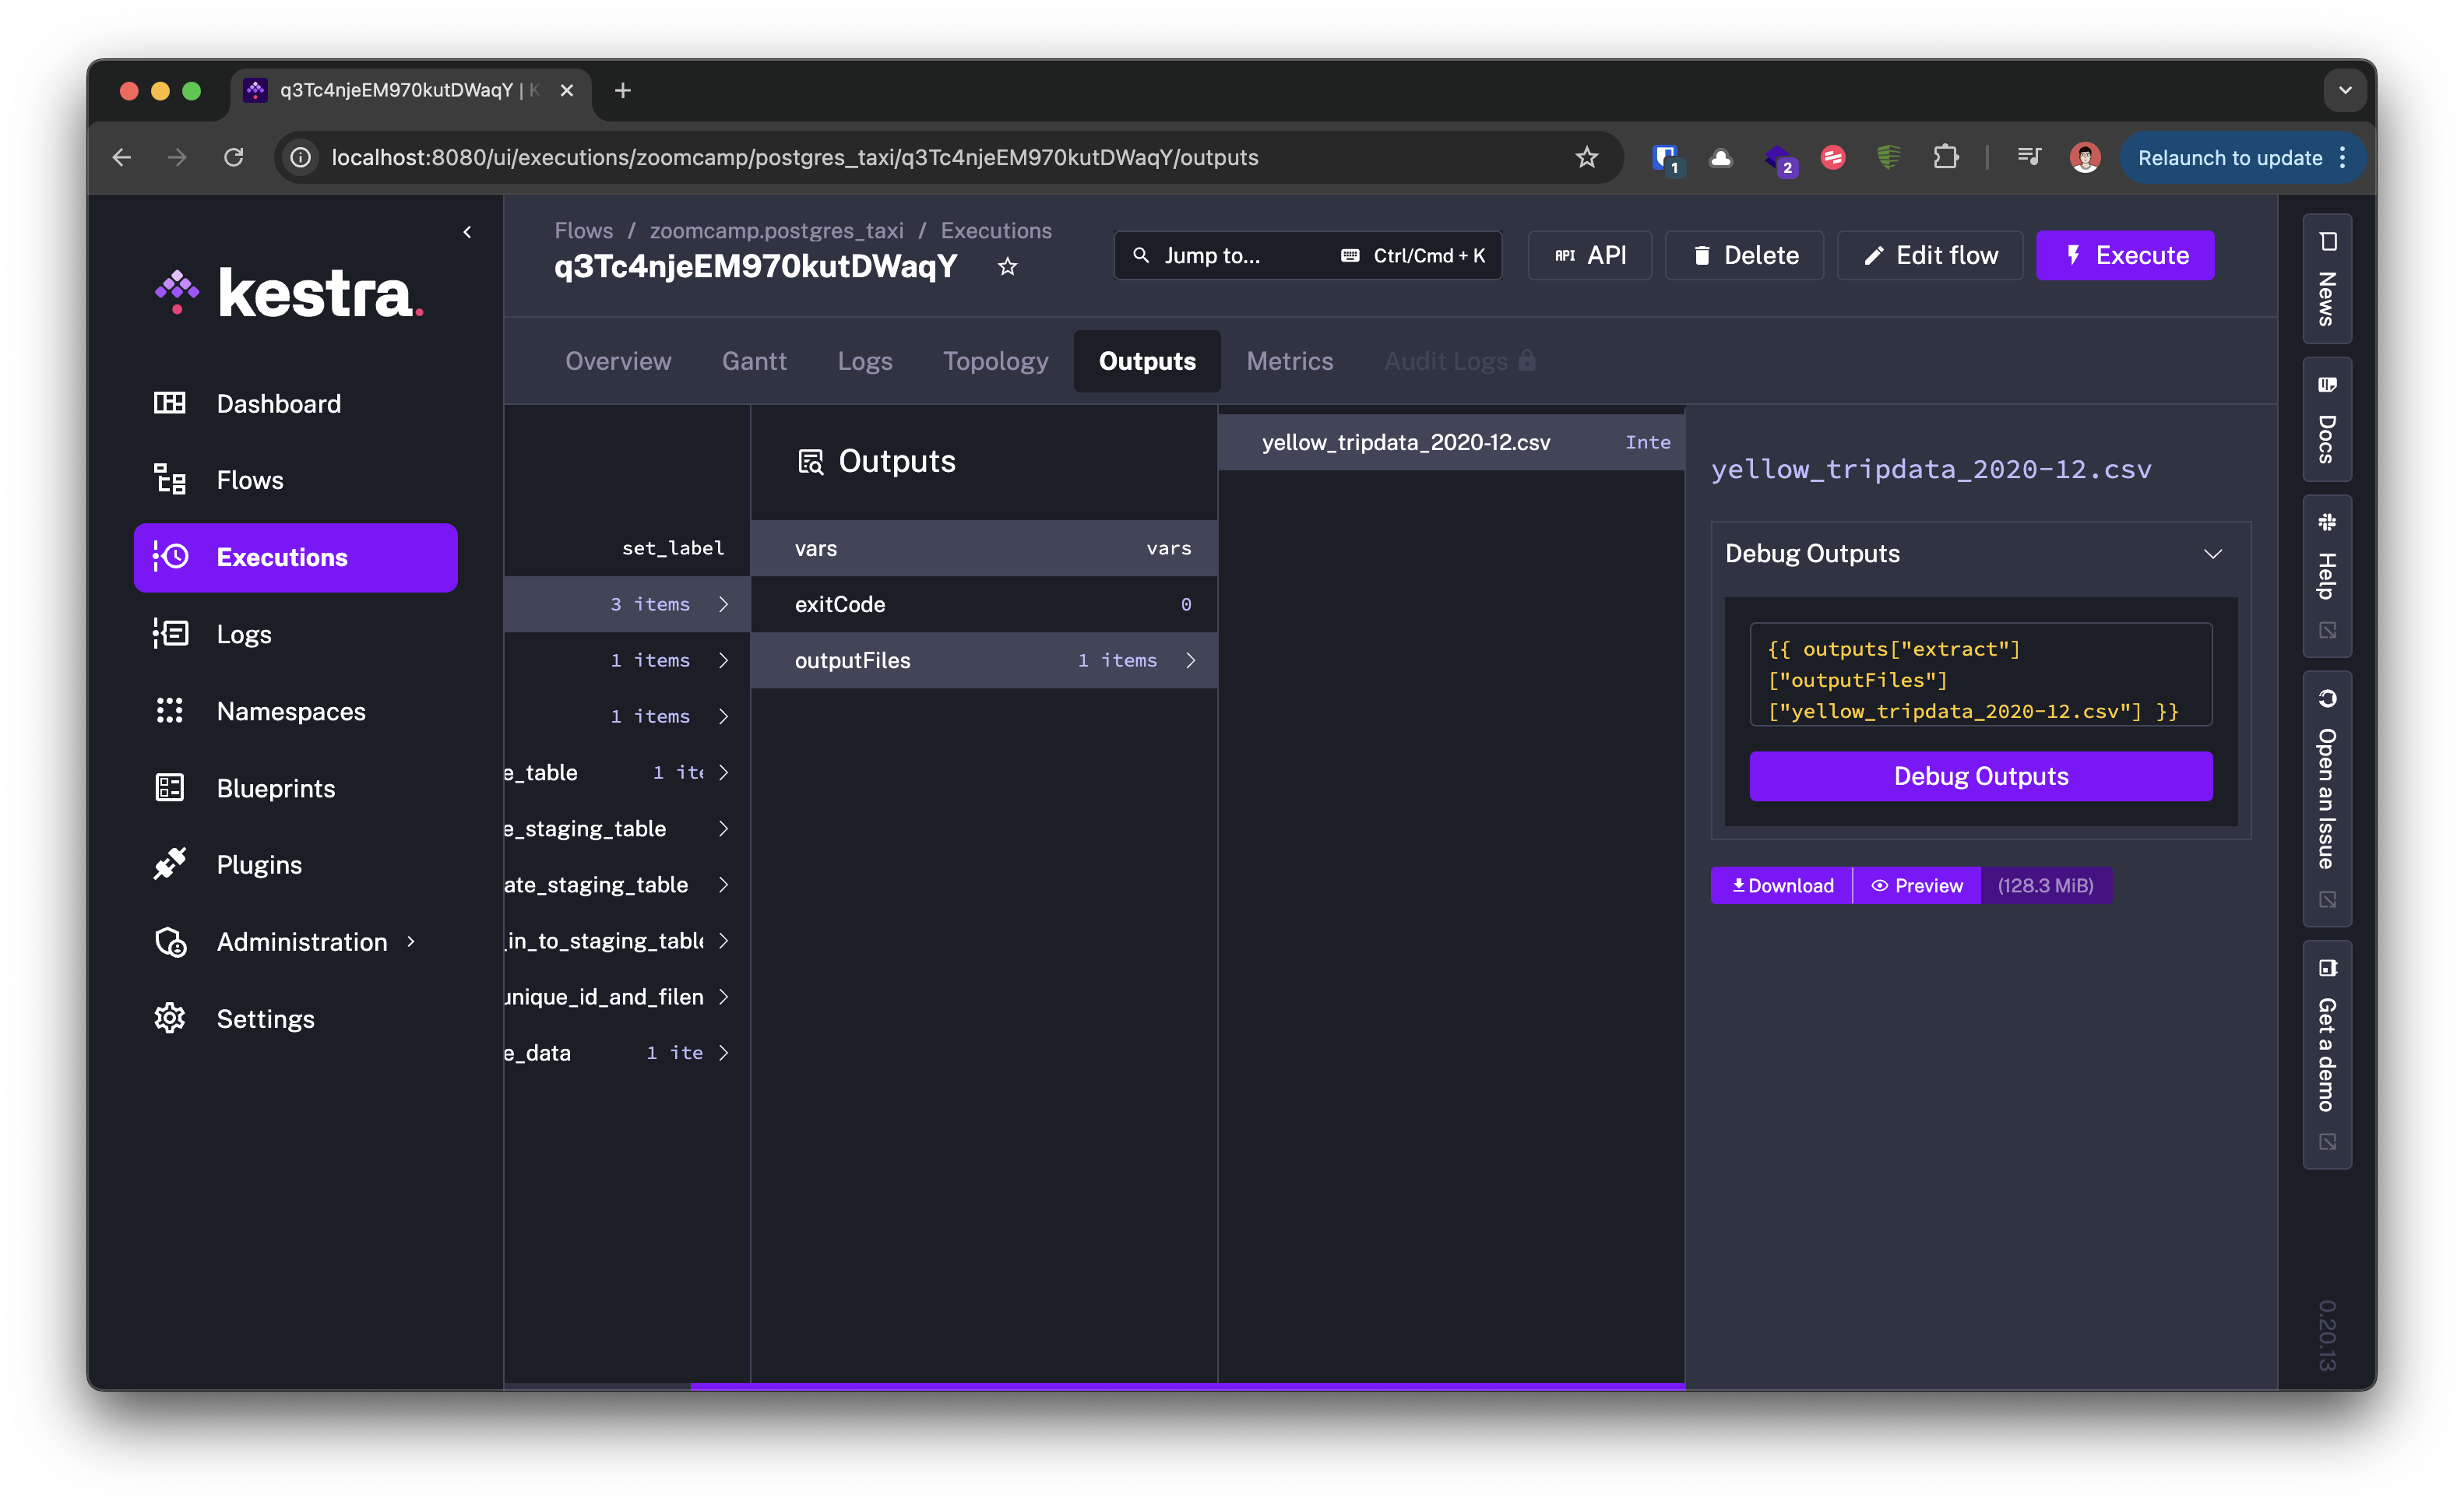 q3Tc4njeEM970kutDWaqY | K
localhost:8080/ui/executions/zoomcamp/postgres_taxi/q3Tc4njeEM970kutDWaqY/outputs
1
2
Relaunch to update
kestra.
Dashboard
Flows
Executions
Logs
Namespaces
Blueprints
Plugins
Administration
Settings
Flows / zoomcamp.postgres_taxi / Executions
q3Tc4njeEM970kutDWaqY
Jump to...
Ctrl/Cmd + K
API API
Delete
Edit flow
Execute
Overview
Gantt
Logs
Topology
Outputs
Metrics
Audit Logs
set_label
3 items
1 items
1 items
e_table 1 ite
e_staging_table
ate_staging_table
_in_to_staging_table
unique_id_and_filen
e_data 1 ite
Outputs
vars vars
exitCode 0
outputFiles 1 items
yellow_tripdata_2020-12.csv Inte
yellow_tripdata_2020-12.csv
Debug Outputs
{{ outputs["extract"]
["outputFiles"]
["yellow_tripdata_2020-12.csv"] }}
Debug Outputs
Download
Preview
(128.3 MiB)
News
Docs
Help
Open an Issue
Get a demo
0.20.13